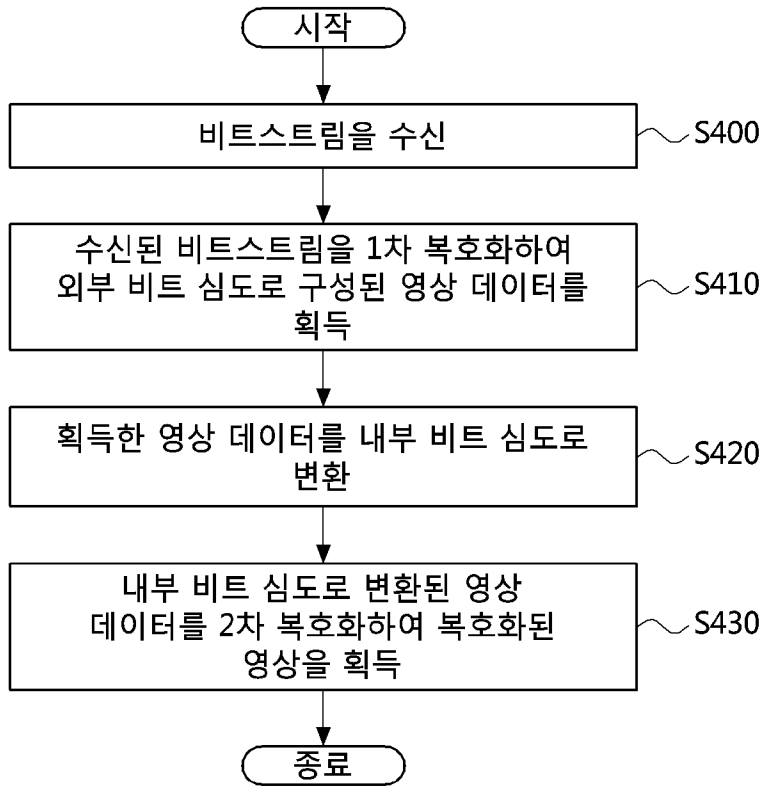 시작
비트스트림을 수신
S400
수신된 비트스트림을 1차 복호화하여
외부 비트 심도로 구성된 영상 데이터를
획득
S410
획득한 영상 데이터를 내부 비트 심도로
변환
S420
내부 비트 심도로 변환된 영상
데이터를 2차 복호화하여 복호화된
영상을 획득
S430
종료